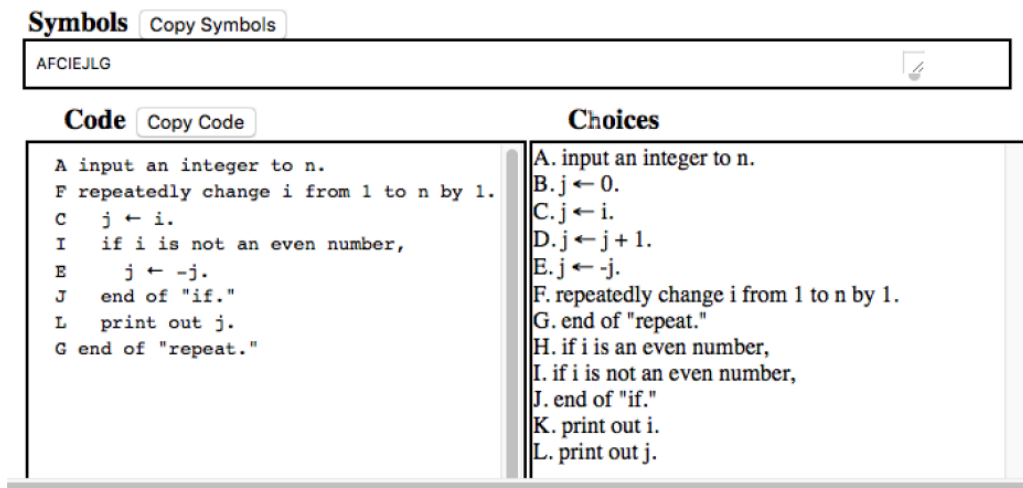 Symbols Copy Symbols
AFCIEJLG
Code Copy Code
A input an integer to n.
F repeatedly change i from 1 to n by 1.
C j ← i.
I if i is not an even number,
E j ← -j.
J end of "if."
L print out j.
G end of "repeat."
Choices
A. input an integer to n.
B. j ← 0.
C. j ← i.
D. j ← j + 1.
E. j ← -j.
F. repeatedly change i from 1 to n by 1.
G. end of "repeat."
H. if i is an even number,
I. if i is not an even number,
J. end of "if."
K. print out i.
L. print out j.